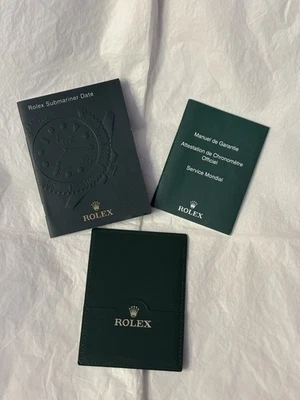 Rolex Submariner Date
ROLEX
Manuel de Garantie
Attestation de Chronomètre
Officiel
Service Mondial
ROLEX
ROLEX